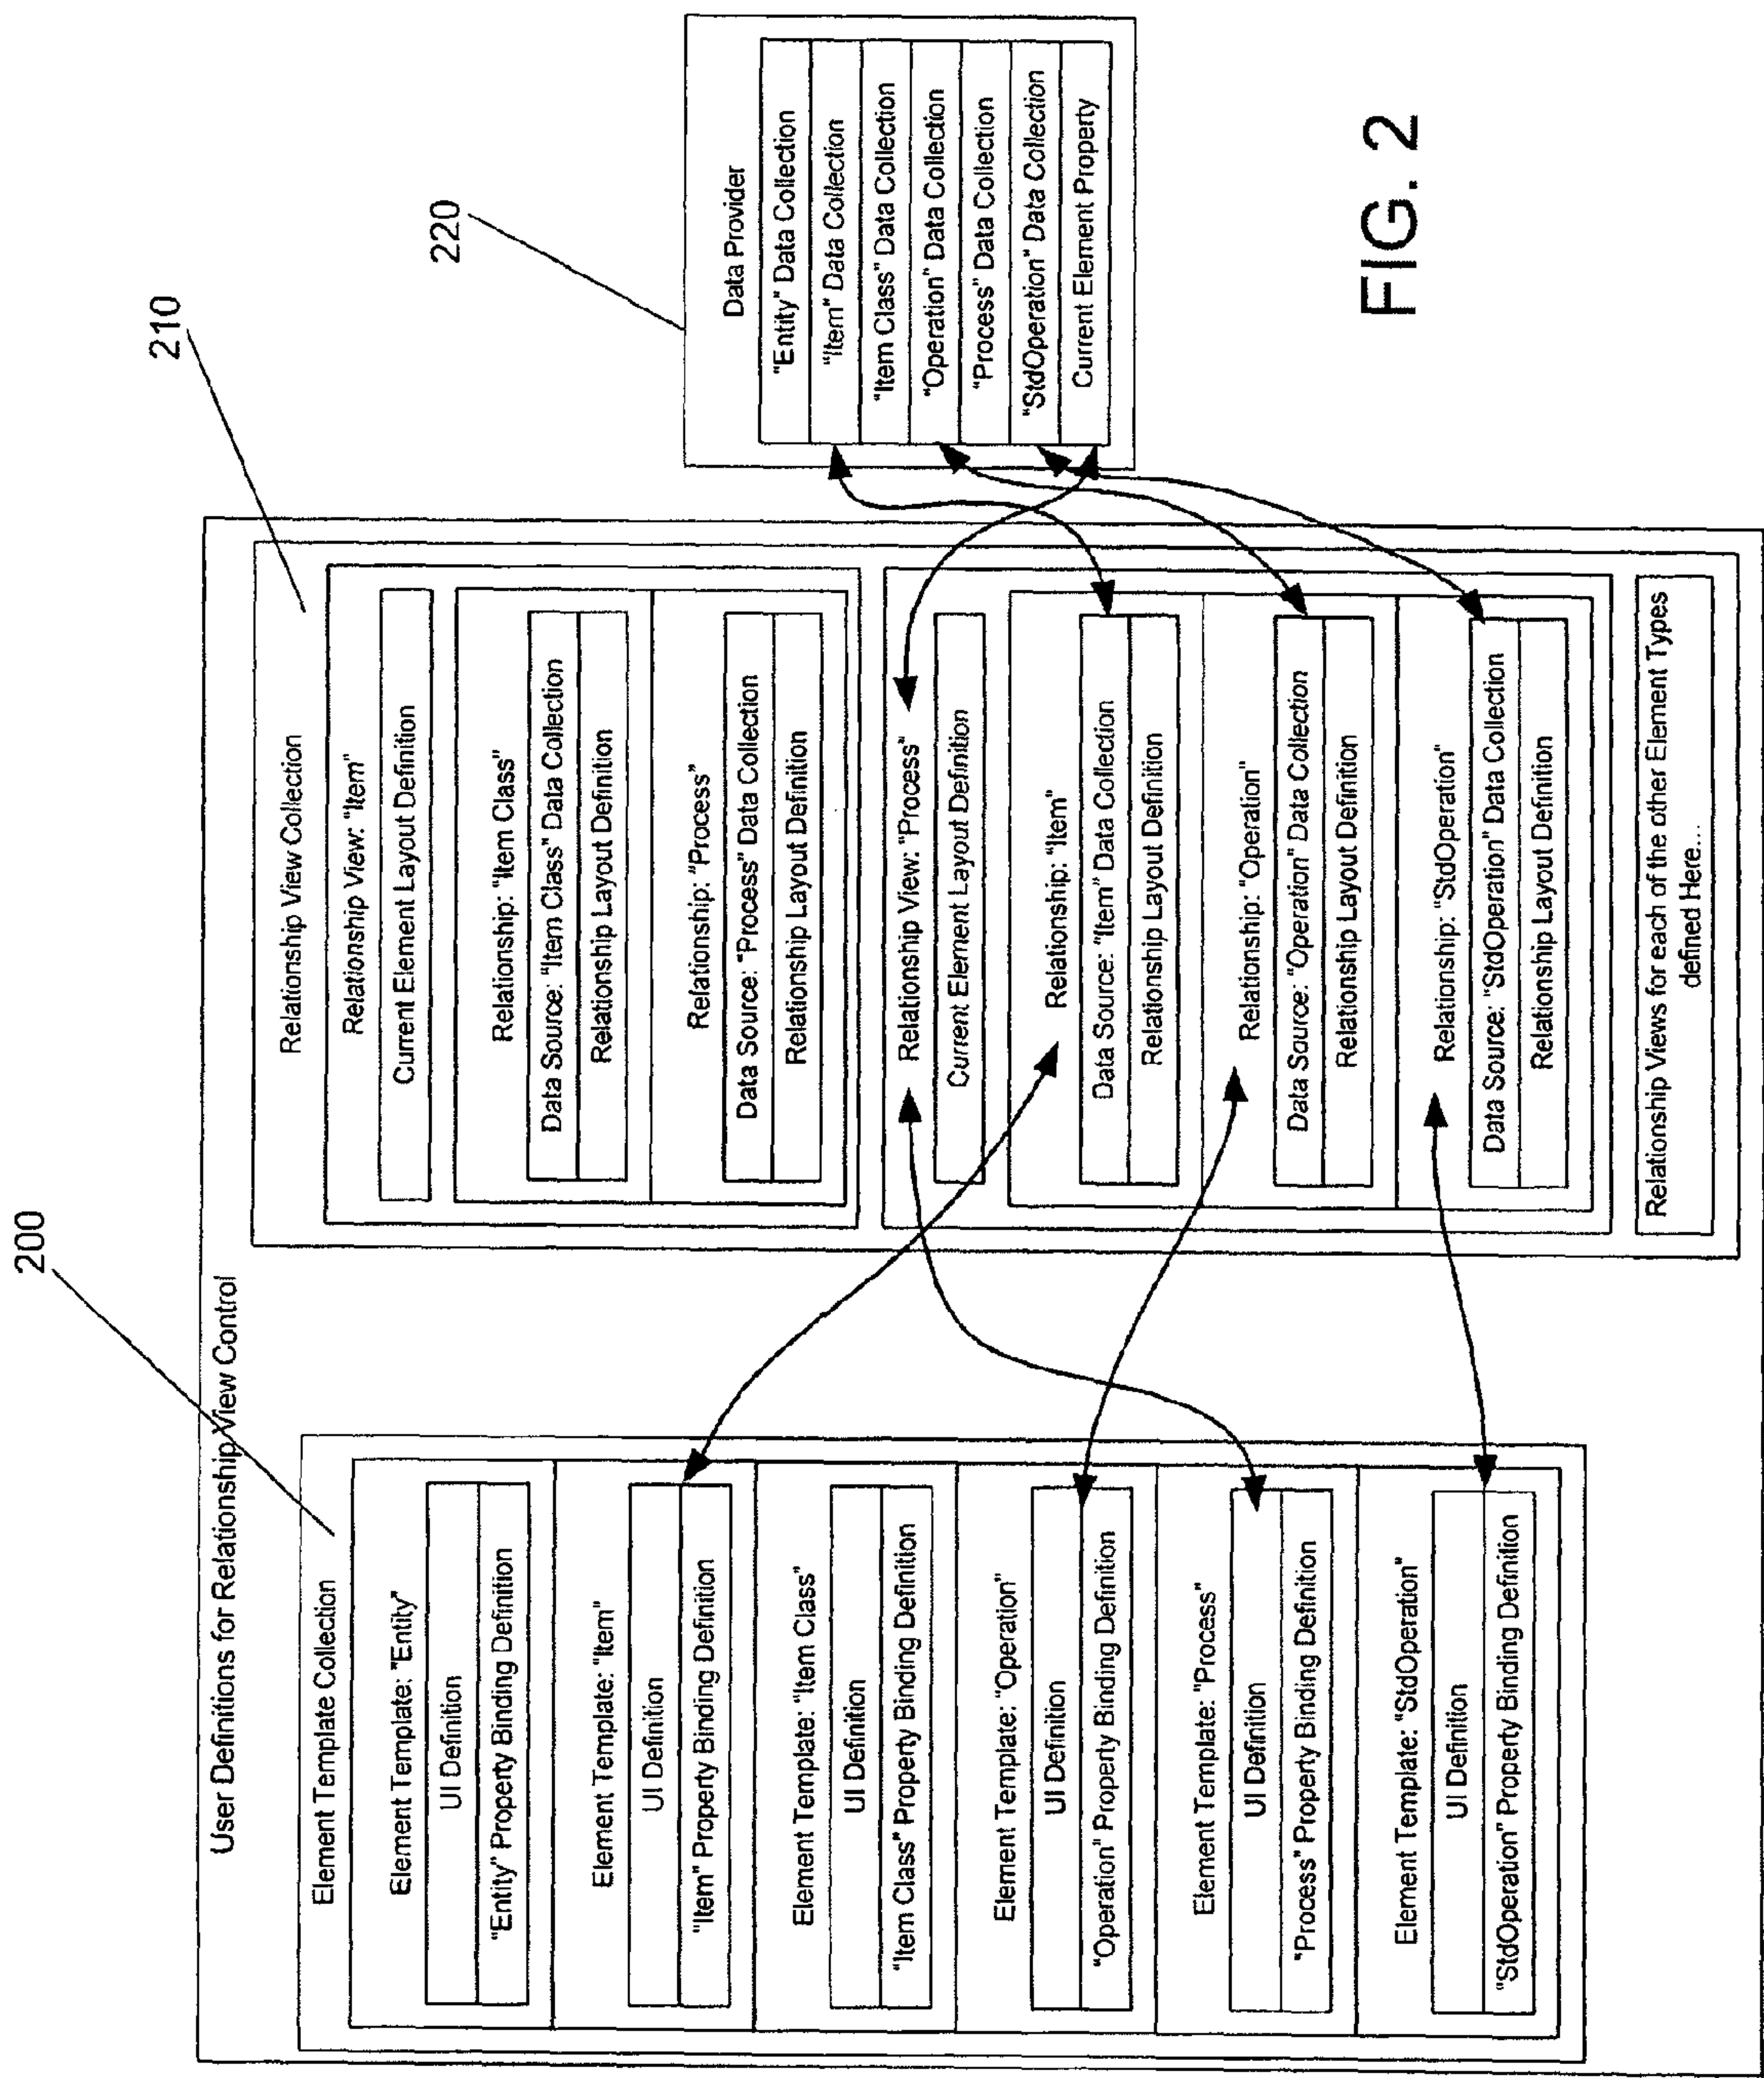 User Definitions for Relationship View Control
200
Element Template Collection
Element Template: "Entity"
UI Definition
"Entity" Property Binding Definition
Element Template: "Item"
UI Definition
"Item" Property Binding Definition
Element Template: "Item Class"
UI Definition
"Item Class" Property Binding Definition
Element Template: "Operation"
UI Definition
"Operation" Property Binding Definition
Element Template: "Process"
UI Definition
"Process" Property Binding Definition
Element Template: "StdOperation"
UI Definition
"StdOperation" Property Binding Definition
210
Relationship View Collection
Relationship View: "Item"
Current Element Layout Definition
Relationship: "Item Class"
Data Source: "Item Class" Data Collection
Relationship Layout Definition
Relationship: "Process"
Data Source: "Process" Data Collection
Relationship Layout Definition
Relationship View: "Process"
Current Element Layout Definition
Relationship: "Item"
Data Source: "Item" Data Collection
Relationship Layout Definition
Relationship: "Operation"
Data Source: "Operation" Data Collection
Relationship Layout Definition
Relationship: "StdOperation"
Data Source: "StdOperation" Data Collection
Relationship Layout Definition
Relationship Views for each of the other Element Types
defined Here...
220
Data Provider
"Entity" Data Collection
"Item" Data Collection
"Item Class" Data Collection
"Operation" Data Collection
"Process" Data Collection
"StdOperation" Data Collection
Current Element Property
FIG. 2